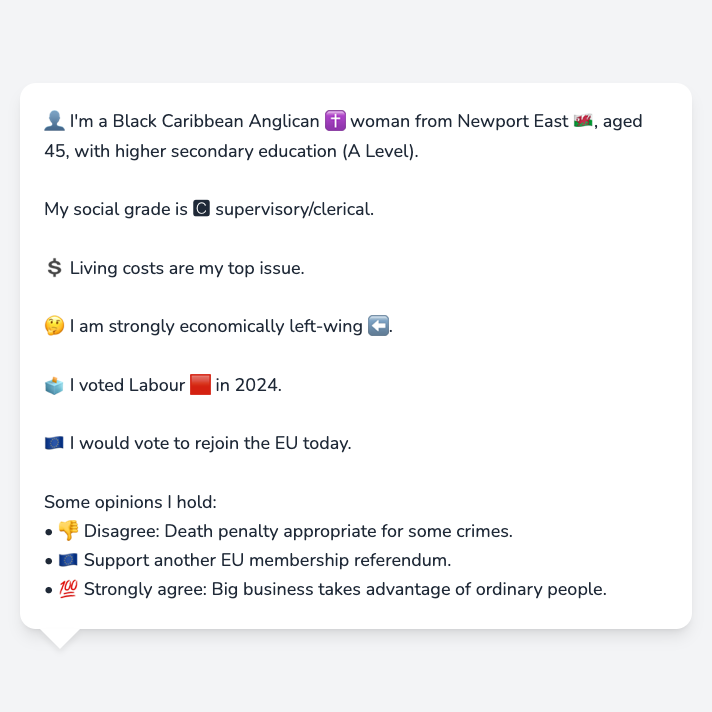 👤 I'm a Black Caribbean Anglican ✝️ woman from Newport East 🏴󠁧󠁢󠁷󠁬󠁳󠁿, aged
45, with higher secondary education (A Level).
My social grade is 🅲 supervisory/clerical.
💲 Living costs are my top issue.
🤔 I am strongly economically left-wing ⬅️.
🗳️ I voted Labour 🟥 in 2024.
🇪🇺 I would vote to rejoin the EU today.
Some opinions I hold:
• 👎 Disagree: Death penalty appropriate for some crimes.
• 🇪🇺 Support another EU membership referendum.
• 💯 Strongly agree: Big business takes advantage of ordinary people.